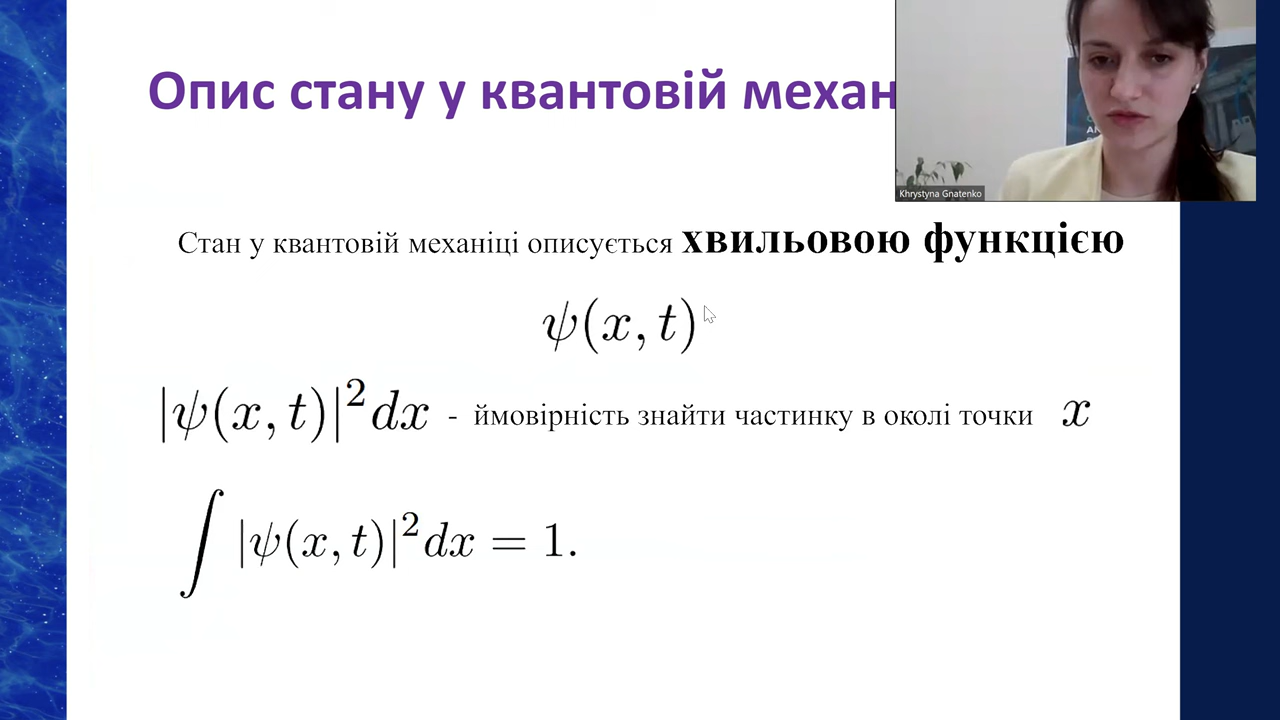 Опис стану у квантовій механ
Khrystyna Gnatenko
Стан у квантовій механіці описується хвильовою функцією
ψ(x, t)
|ψ(x, t)|²dx - ймовірність знайти частинку в околі точки x
∫|ψ(x, t)|²dx = 1.